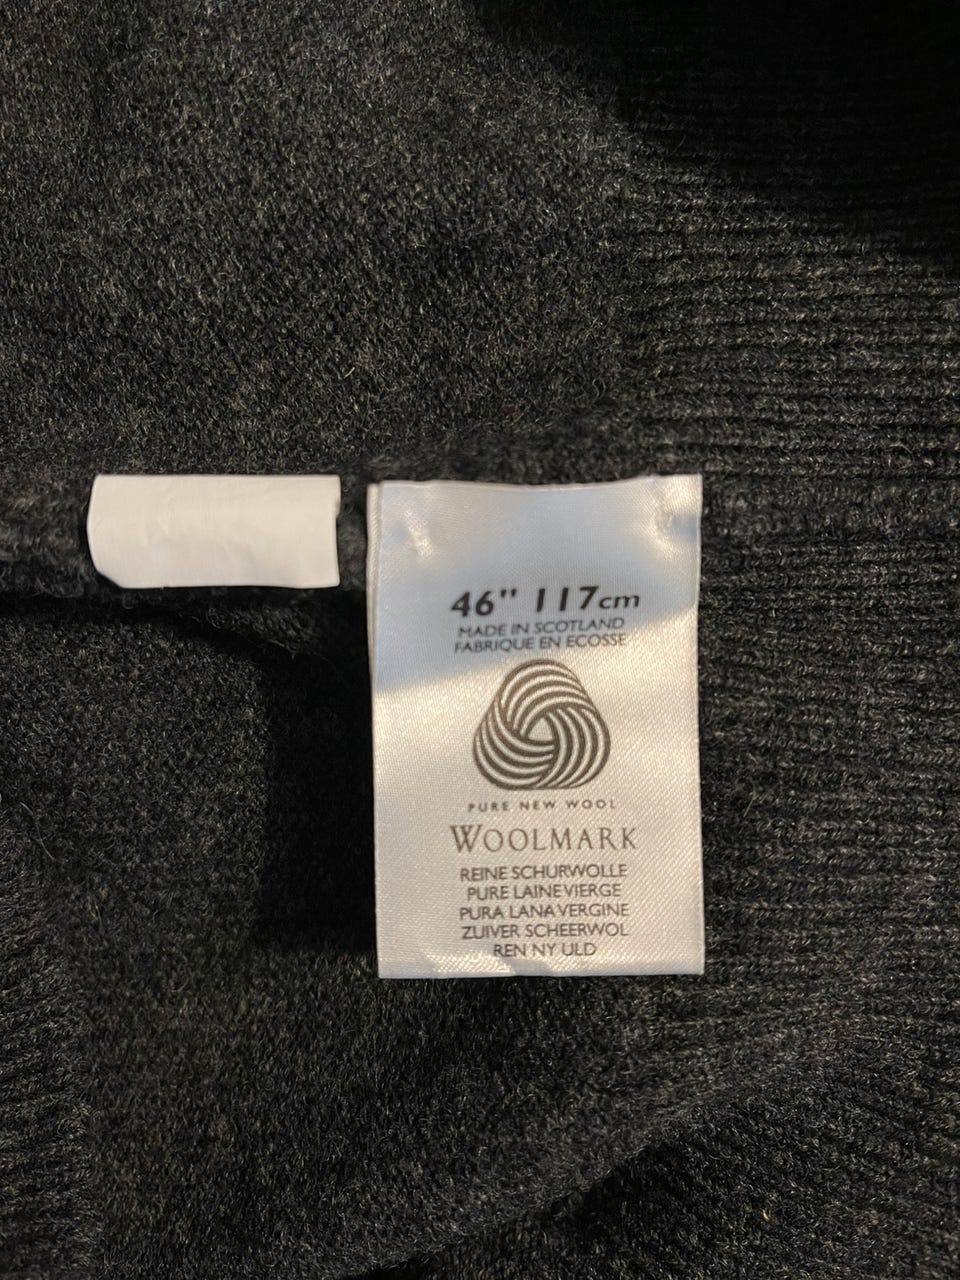 46" 117cm
MADE IN SCOTLAND
FABRIQUE EN ECOSSE
PURE NEW WOOL
WOOLMARK
REINE SCHURWOLLE
PURE LAINE VIERGE
PURA LANA VERGINE
ZUIVER SCHEERWOL
REN NY ULD